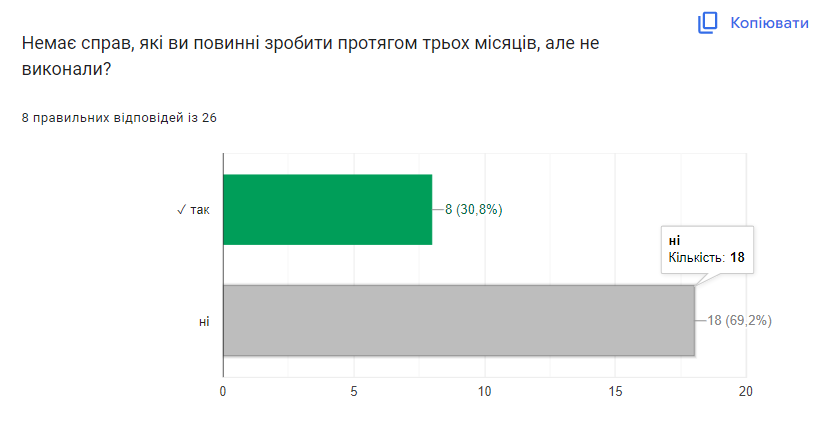 Копіювати
Немає справ, які ви повинні зробити протягом трьох місяців, але не
виконали?
8 правильних відповідей із 26
✓ так
8 (30,8%)
ні
Кількість: 18
ні
18 (69,2%)
0 5 10 15 20